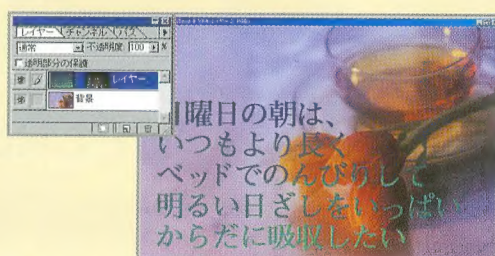 レイヤー チャンネル パス
通常 不透明度: 100 %
透明部分の保護
レイヤー
背景
日曜日の朝は、
いつもより長く
ベッドでのんびりして
明るい日ざしをいっぱい
からだに吸収したい